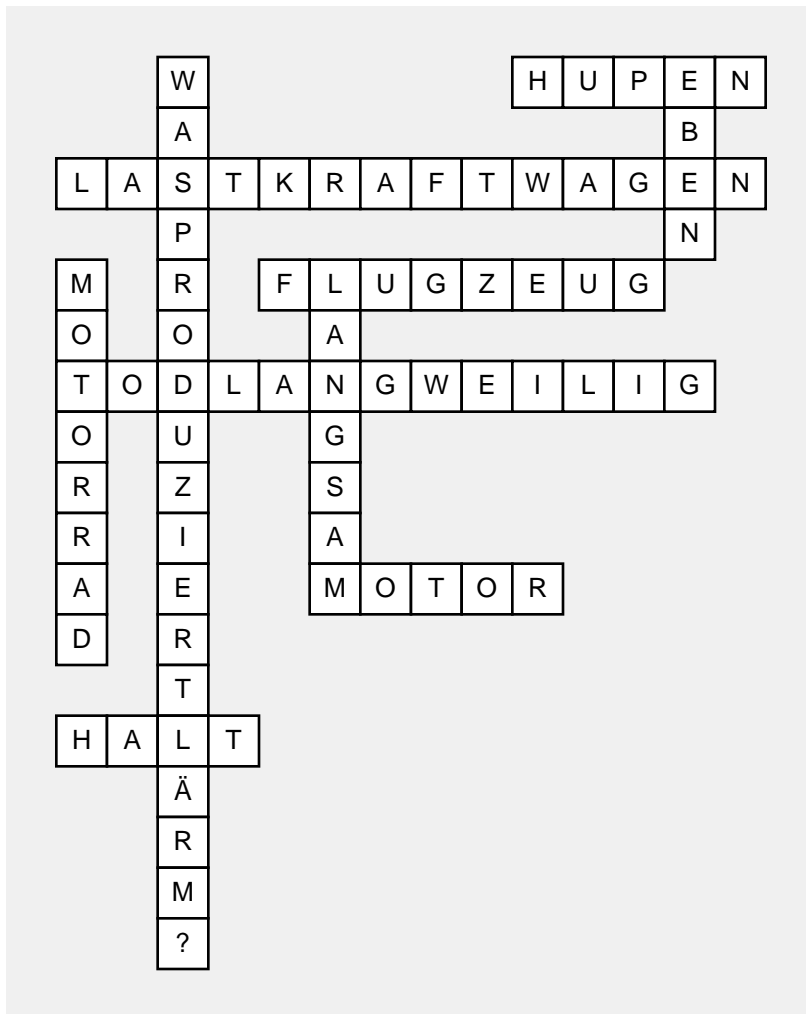 WASPRODUZIERTLÄRM?
HUPEN
EBEN
LASTKRAFTWAGEN
MOTORRAD
FLUGZEUG
LANGSAM
TODLANGWEILIG
MOTOR
HALT